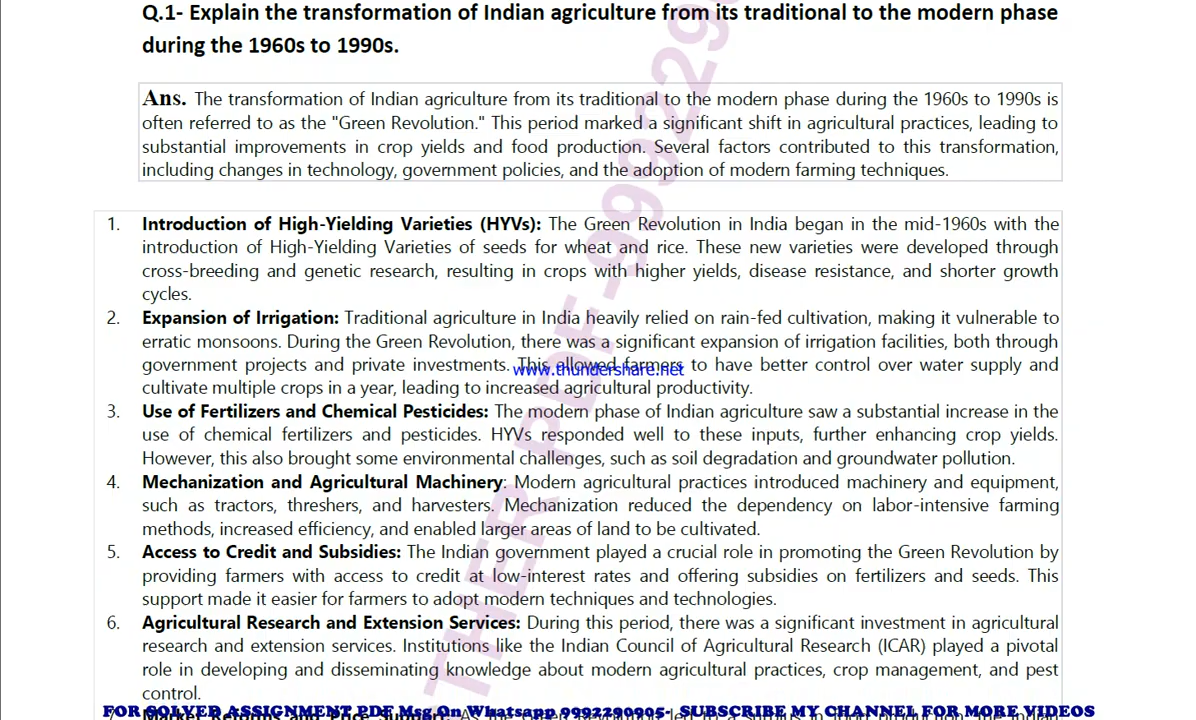 Q.1- Explain the transformation of Indian agriculture from its traditional to the modern phase
during the 1960s to 1990s.
Ans. The transformation of Indian agriculture from its traditional to the modern phase during the 1960s to 1990s is
often referred to as the "Green Revolution." This period marked a significant shift in agricultural practices, leading to
substantial improvements in crop yields and food production. Several factors contributed to this transformation,
including changes in technology, government policies, and the adoption of modern farming techniques.
1. Introduction of High-Yielding Varieties (HYVs): The Green Revolution in India began in the mid-1960s with the
introduction of High-Yielding Varieties of seeds for wheat and rice. These new varieties were developed through
cross-breeding and genetic research, resulting in crops with higher yields, disease resistance, and shorter growth
cycles.
2. Expansion of Irrigation: Traditional agriculture in India heavily relied on rain-fed cultivation, making it vulnerable to
erratic monsoons. During the Green Revolution, there was a significant expansion of irrigation facilities, both through
government projects and private investments. This allowed farmers to have better control over water supply and
www.thundershare.net
cultivate multiple crops in a year, leading to increased agricultural productivity.
3. Use of Fertilizers and Chemical Pesticides: The modern phase of Indian agriculture saw a substantial increase in the
use of chemical fertilizers and pesticides. HYVs responded well to these inputs, further enhancing crop yields.
However, this also brought some environmental challenges, such as soil degradation and groundwater pollution.
4. Mechanization and Agricultural Machinery: Modern agricultural practices introduced machinery and equipment,
such as tractors, threshers, and harvesters. Mechanization reduced the dependency on labor-intensive farming
methods, increased efficiency, and enabled larger areas of land to be cultivated.
5. Access to Credit and Subsidies: The Indian government played a crucial role in promoting the Green Revolution by
providing farmers with access to credit at low-interest rates and offering subsidies on fertilizers and seeds. This
support made it easier for farmers to adopt modern techniques and technologies.
6. Agricultural Research and Extension Services: During this period, there was a significant investment in agricultural
research and extension services. Institutions like the Indian Council of Agricultural Research (ICAR) played a pivotal
role in developing and disseminating knowledge about modern agricultural practices, crop management, and pest
control.
FOR SOLVED ASSIGNMENT PDF Msg On Whatsapp 9992290905- SUBSCRIBE MY CHANNEL FOR MORE VIDEOS
THER PDF-999229